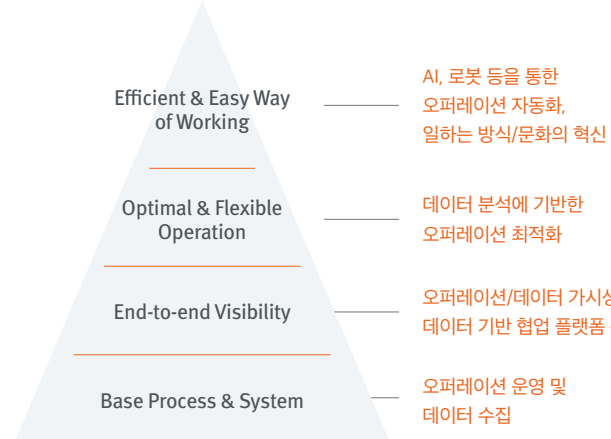 Efficient & Easy Way
of Working
AI, 로봇 등을 통한
오퍼레이션 자동화,
일하는 방식/문화의 혁신
Optimal & Flexible
Operation
데이터 분석에 기반한
오퍼레이션 최적화
End-to-end Visibility
오퍼레이션/데이터 가시성
데이터 기반 협업 플랫폼
Base Process & System
오퍼레이션 운영 및
데이터 수집